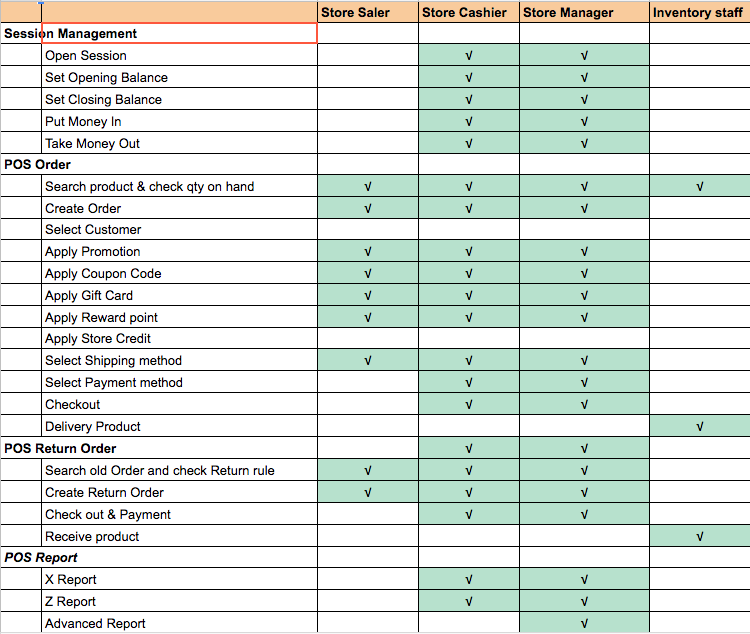 Store Saler Store Cashier Store Manager Inventory staff
Session Management
Open Session √ √
Set Opening Balance √ √
Set Closing Balance √ √
Put Money In √ √
Take Money Out √ √
POS Order
Search product & check qty on hand √ √ √ √
Create Order √ √ √
Select Customer
Apply Promotion √ √ √
Apply Coupon Code √ √ √
Apply Gift Card √ √ √
Apply Reward point √ √ √
Apply Store Credit
Select Shipping method √ √ √
Select Payment method √ √
Checkout √ √
Delivery Product √
POS Return Order √ √
Search old Order and check Return rule √ √ √
Create Return Order √ √ √
Check out & Payment √ √
Receive product √
POS Report
X Report √ √
Z Report √ √
Advanced Report √